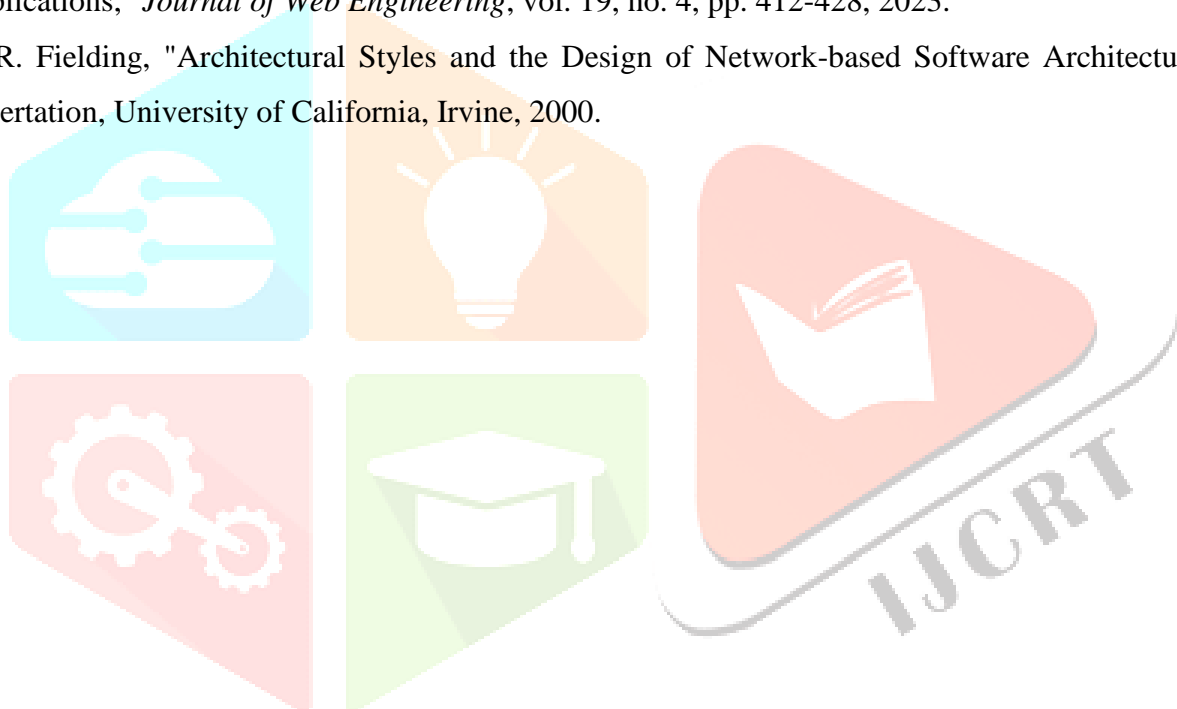 plications," Journal of Web Engineering, vol. 19, no. 4, pp. 412-428, 2023.
R. Fielding, "Architectural Styles and the Design of Network-based Software Architectu
ertation, University of California, Irvine, 2000.
IJCRT